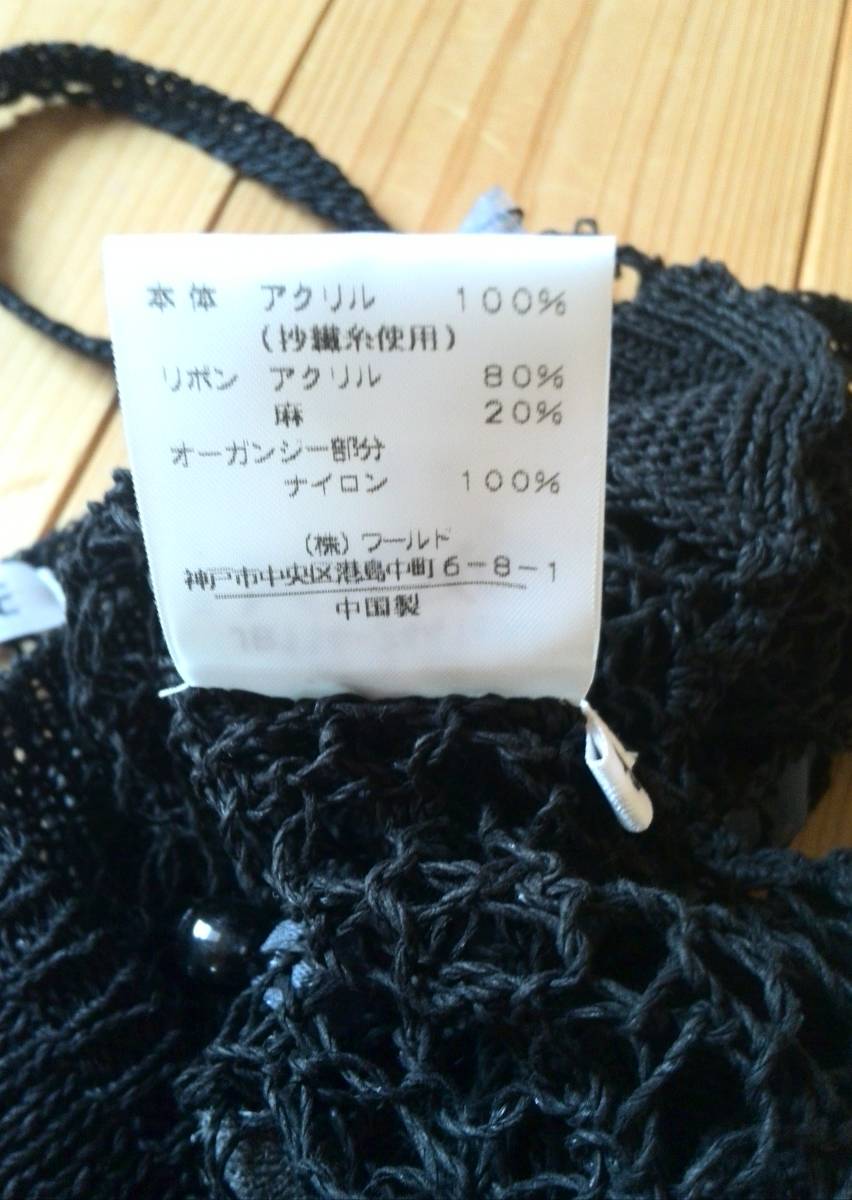 本体 アクリル 100%
(抄繊糸使用)
リボン アクリル 80%
麻 20%
オーガンジー部分
ナイロン 100%
(株)ワールド
神戸市中央区港島中町6-8-1
中国製